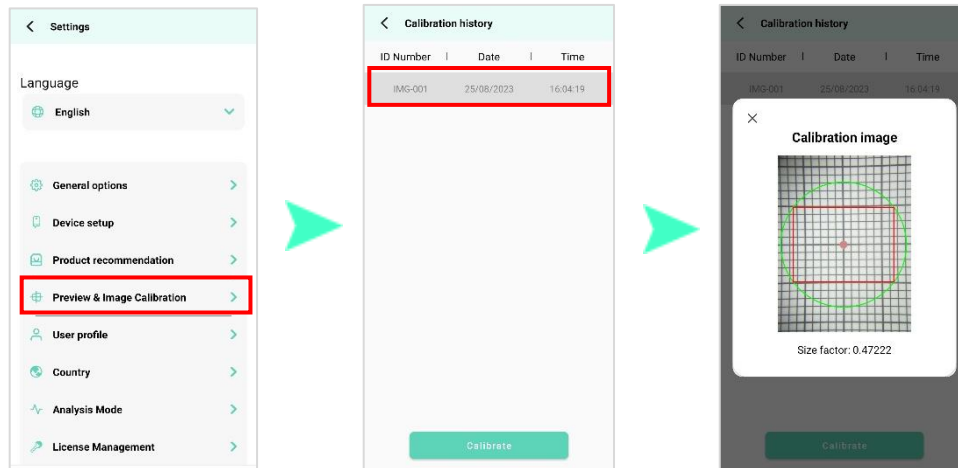 Settings
Language
English
General options
Device setup
Product recommendation
Preview & Image Calibration
User profile
Country
Analysis Mode
License Management
Calibration history
ID Number | Date | Time
IMG-001 25/08/2023 16:04:19
Calibrate
Calibration history
ID Number | Date | Time
IMG-001 25/08/2023 16:04:19
Calibration image
Size factor: 0.47222
Calibrate